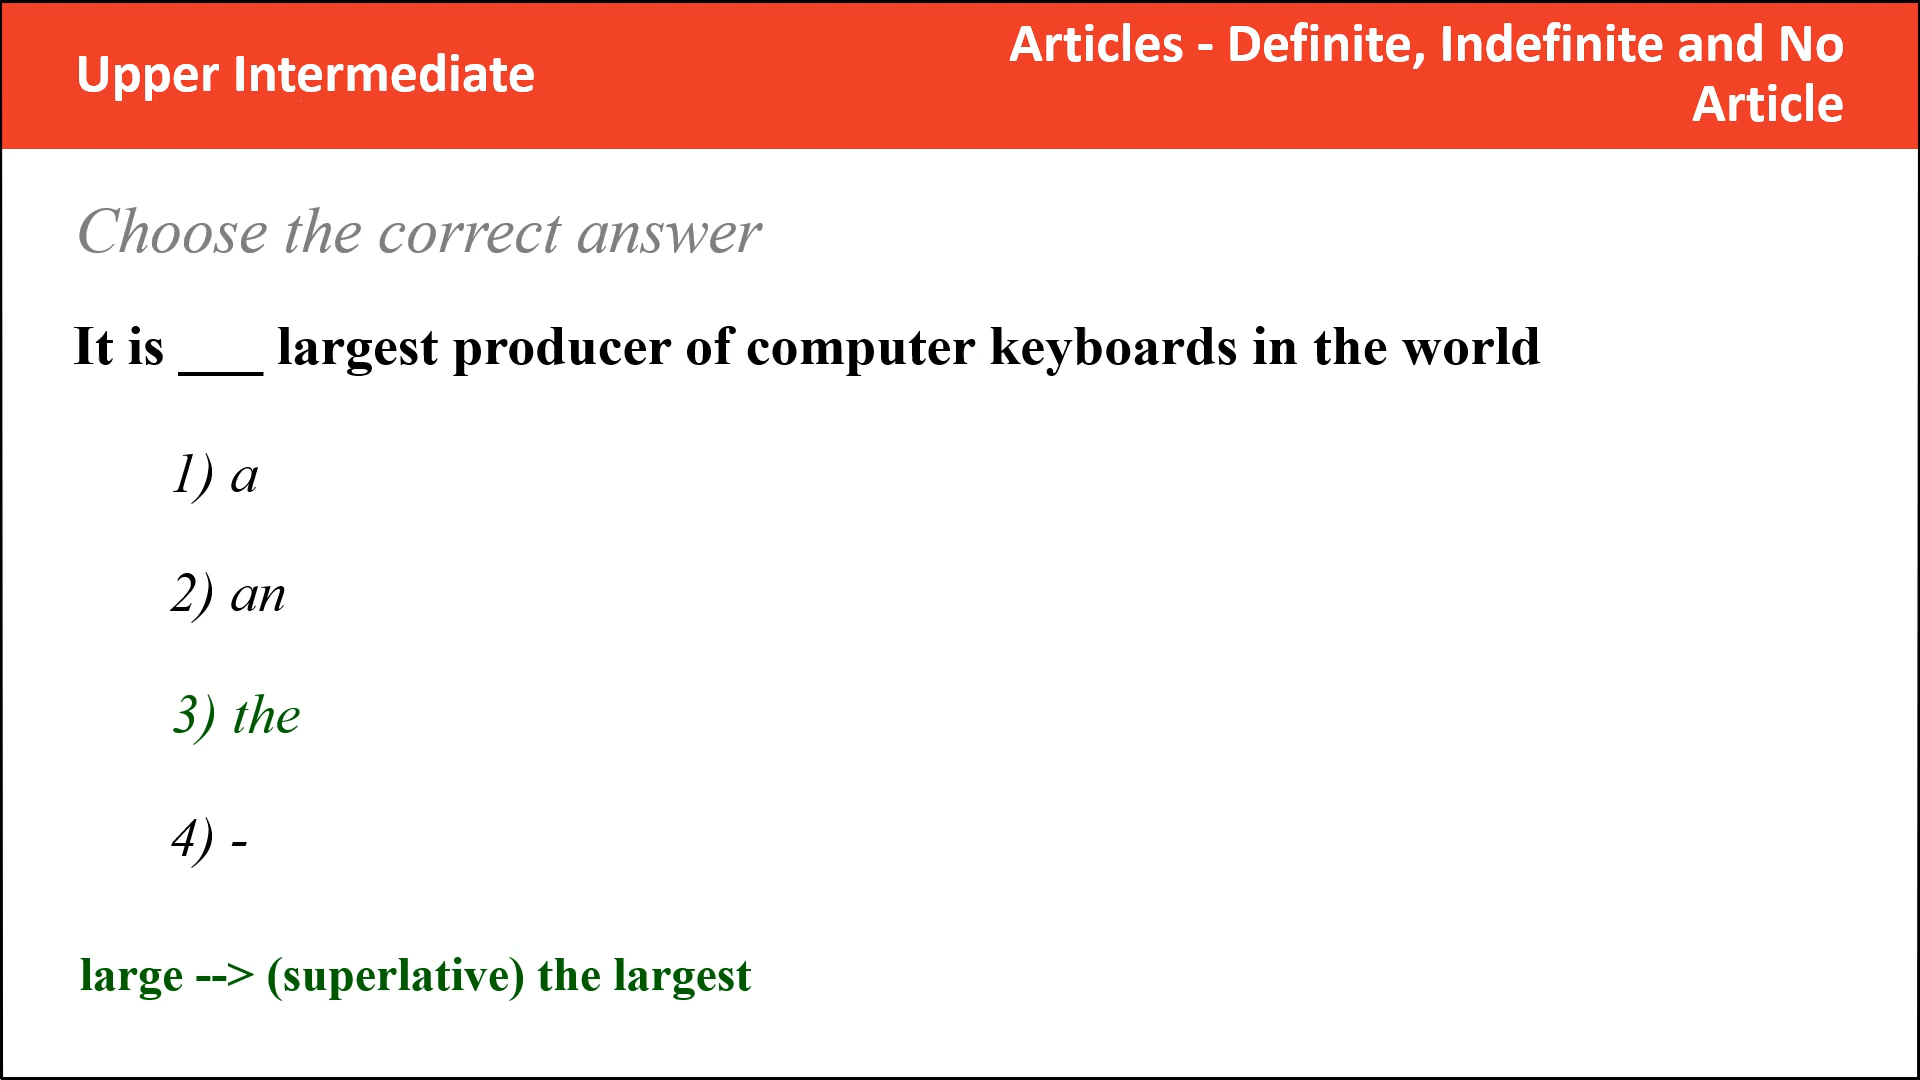 Upper Intermediate
Articles - Definite, Indefinite and No
Article
Choose the correct answer
It is ___ largest producer of computer keyboards in the world
1) a
2) an
3) the
4) -
large --> (superlative) the largest